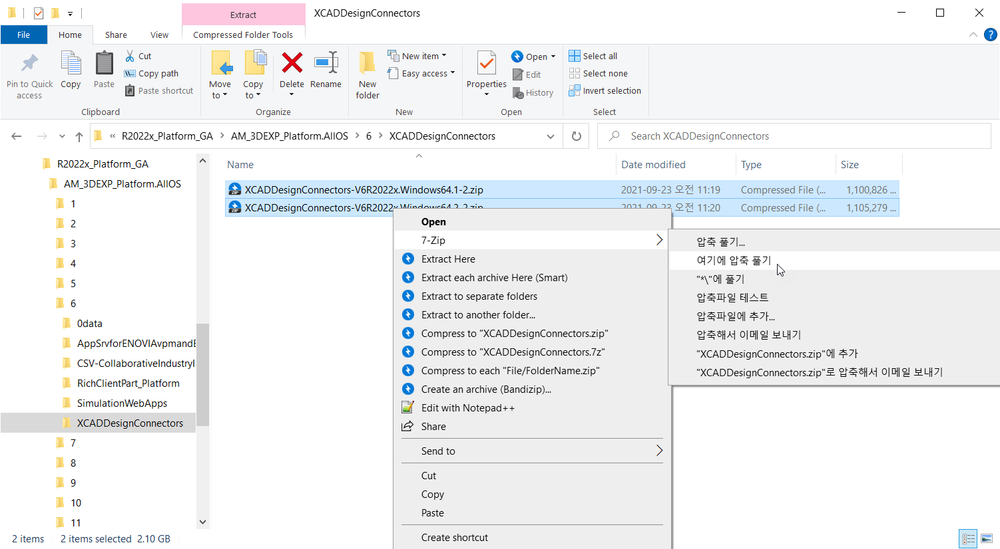 Extract
XCADDesignConnectors
File
Home
Share
View
Compressed Folder Tools
Pin to Quick access
Copy
Paste
Cut
Copy path
Paste shortcut
Clipboard
Move to
Copy to
Delete
Rename
Organize
New folder
New item
Easy access
New
Properties
Open
Edit
History
Open
Select all
Select none
Invert selection
Select
« R2022x_Platform_GA > AM_3DEXP_Platform.AllOS > 6 > XCADDesignConnectors
Search XCADDesignConnectors
R2022x_Platform_GA
AM_3DEXP_Platform.AllOS
1
2
3
4
5
6
0data
AppSrvforENOVIAvpmandE
CSV-CollaborativeIndustryI
RichClientPart_Platform
SimulationWebApps
XCADDesignConnectors
7
8
9
10
11
Name Date modified Type Size
XCADDesignConnectors-V6R2022x.Windows64.1-2.zip 2021-09-23 오전 11:19 Compressed File (... 1,100,826 ...
XCADDesignConnectors-V6R2022x.Windows64.2-2.zip 2021-09-23 오전 11:20 Compressed File (... 1,105,279 ...
Open
7-Zip
Extract Here
Extract each archive Here (Smart)
Extract to separate folders
Extract to another folder...
Compress to "XCADDesignConnectors.zip"
Compress to "XCADDesignConnectors.7z"
Compress to each "File/FolderName.zip"
Create an archive (Bandizip)...
Edit with Notepad++
Share
Send to
Cut
Copy
Paste
Create shortcut
압축 풀기...
여기에 압축 풀기
"*\"에 풀기
압축파일 테스트
압축파일에 추가...
압축해서 이메일 보내기
"XCADDesignConnectors.zip"에 추가
"XCADDesignConnectors.zip"로 압축해서 이메일 보내기
2 items 2 items selected 2.10 GB